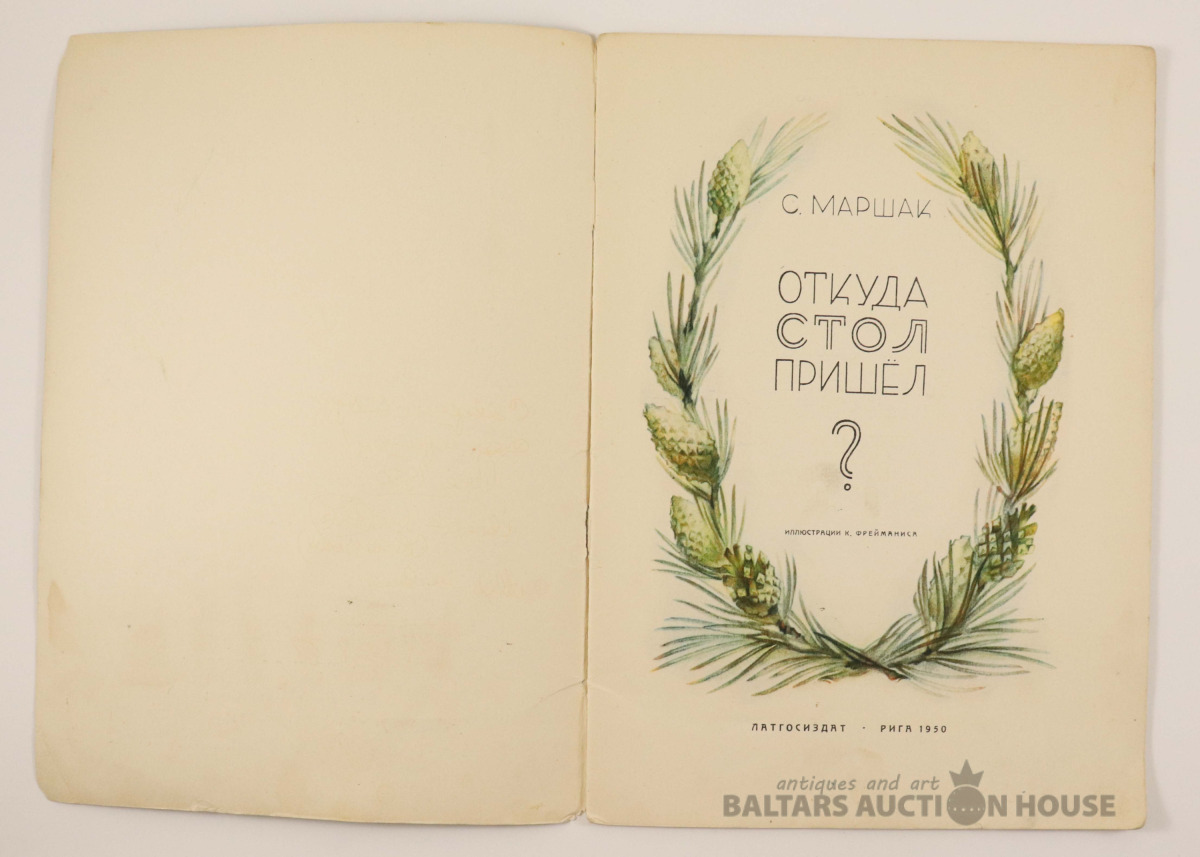 С. МАРШАК
ОТКУДА
СТОЛ
ПРИШЁЛ
?
ИЛЛЮСТРАЦИИ К. ФРЕЙМАНИСА
ЛАТГОСИЗДАТ · РИГА 1950
antiques and art
BALTARS AUCTION HOUSE